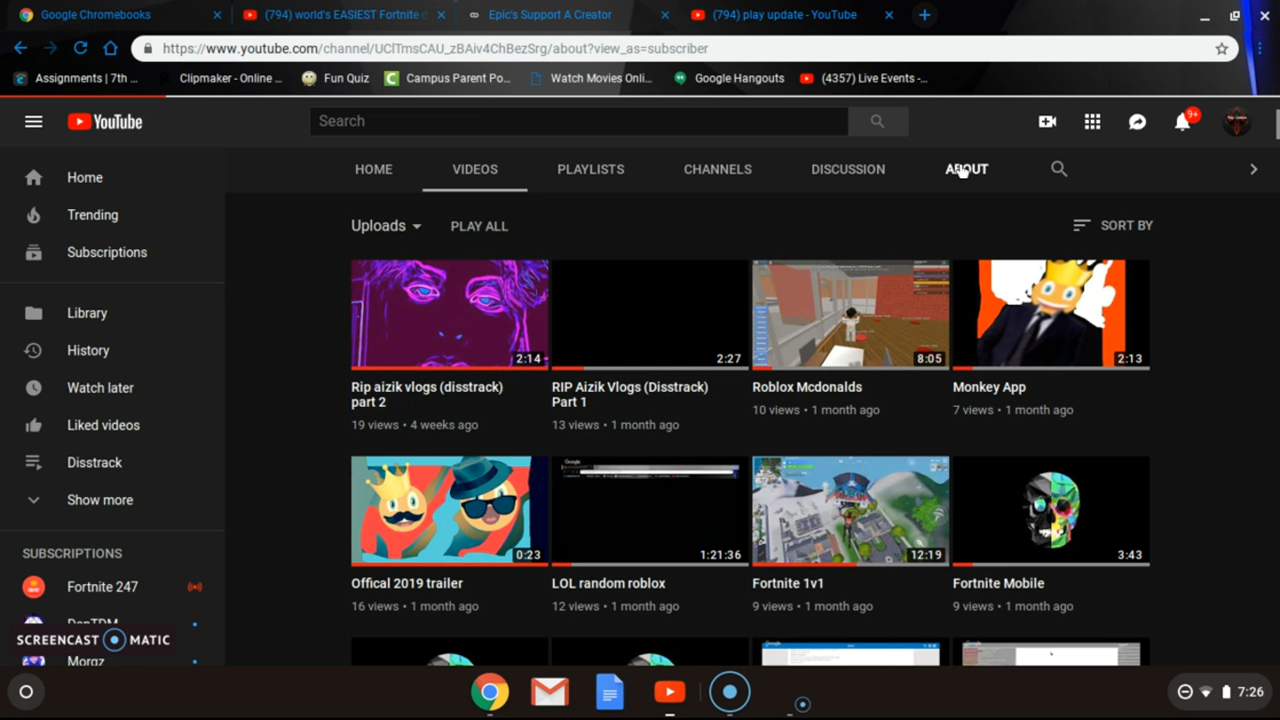 Google Chromebooks
(794) world's EASIEST Fortnite d
Epic's Support A Creator
(794) play update - YouTube
https://www.youtube.com/channel/UClTmsCAU_zBAiv4ChBezSrg/about?view_as=subscriber
Assignments | 7th ...
Clipmaker - Online ...
Fun Quiz
Campus Parent Po...
Watch Movies Onli...
Google Hangouts
(4357) Live Events -...
YouTube
Search
9+
HOME
VIDEOS
PLAYLISTS
CHANNELS
DISCUSSION
ABOUT
Home
Trending
Subscriptions
Library
History
Watch later
Liked videos
Disstrack
Show more
SUBSCRIPTIONS
Fortnite 247
DanTDM
Morgz
SCREENCAST MATIC
Uploads
PLAY ALL
SORT BY
2:14
2:27
8:05
2:13
Rip aizik vlogs (disstrack)
part 2
19 views • 4 weeks ago
RIP Aizik Vlogs (Disstrack)
Part 1
13 views • 1 month ago
Roblox Mcdonalds
10 views • 1 month ago
Monkey App
7 views • 1 month ago
0:23
1:21:36
12:19
3:43
Offical 2019 trailer
16 views • 1 month ago
LOL random roblox
12 views • 1 month ago
Fortnite 1v1
9 views • 1 month ago
Fortnite Mobile
9 views • 1 month ago
7:26